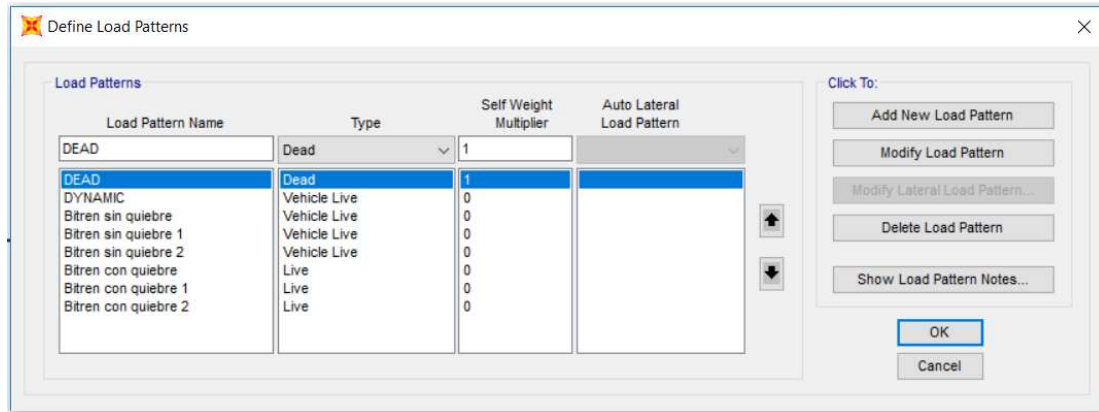 Define Load Patterns
Load Patterns
Click To:
Load Pattern Name Type Self Weight Multiplier Auto Lateral Load Pattern
DEAD Dead 1
DEAD Dead 1
DYNAMIC Vehicle Live 0
Bitren sin quiebre Vehicle Live 0
Bitren sin quiebre 1 Vehicle Live 0
Bitren sin quiebre 2 Vehicle Live 0
Bitren con quiebre Live 0
Bitren con quiebre 1 Live 0
Bitren con quiebre 2 Live 0
Add New Load Pattern
Modify Load Pattern
Modify Lateral Load Pattern...
Delete Load Pattern
Show Load Pattern Notes...
OK
Cancel